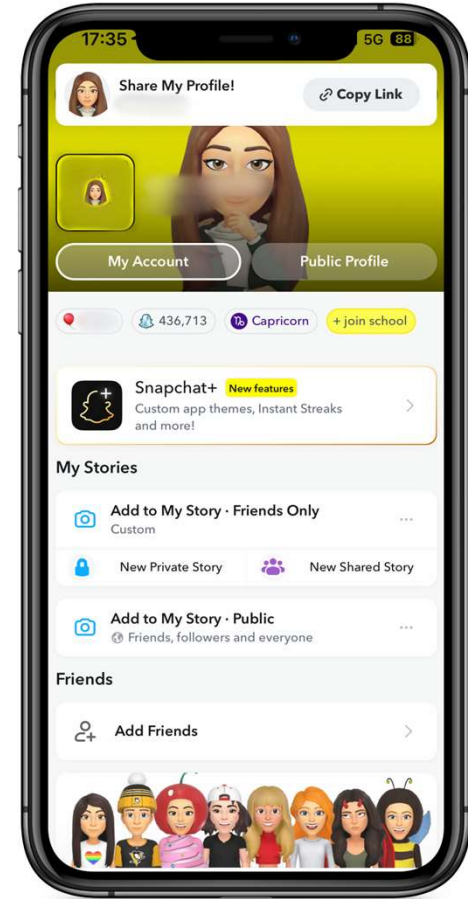 17:35
5G 88
Share My Profile!
Copy Link
My Account
Public Profile
436,713
Capricorn
+ join school
Snapchat+ New features
Custom app themes, Instant Streaks
and more!
My Stories
Add to My Story · Friends Only
Custom
New Private Story
New Shared Story
Add to My Story · Public
Friends, followers and everyone
Friends
Add Friends